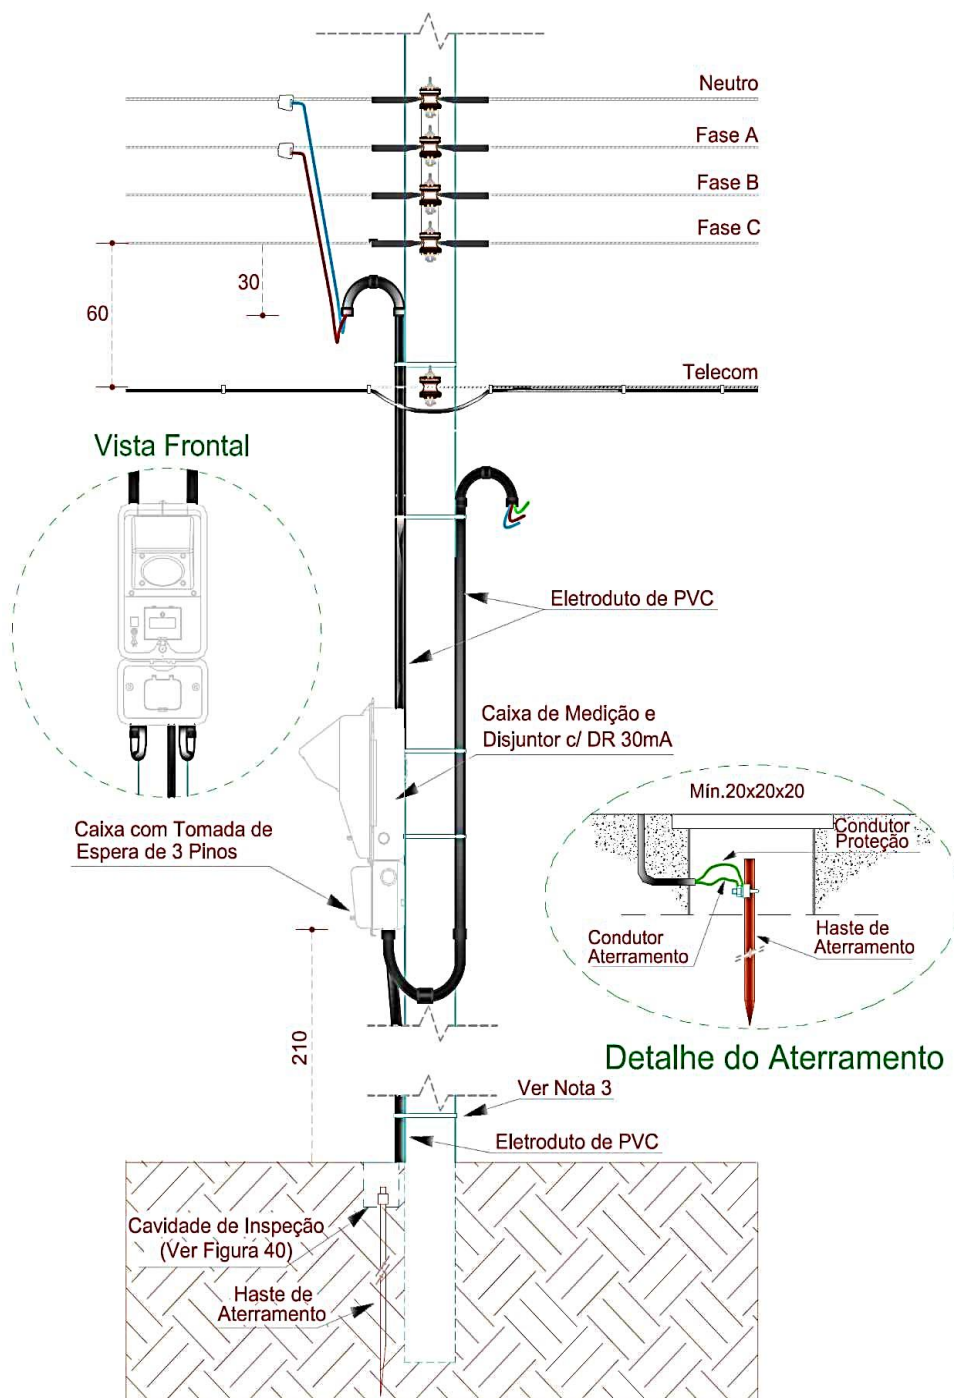 Neutro
Fase A
Fase B
Fase C
30
60
Telecom
Vista Frontal
Eletroduto de PVC
Caixa de Medição e
Disjuntor c/ DR 30mA
Mín.20x20x20
Caixa com Tomada de
Espera de 3 Pinos
Condutor
Proteção
Condutor
Aterramento
Haste de
Aterramento
210
Detalhe do Aterramento
Ver Nota 3
Eletroduto de PVC
Cavidade de Inspeção
(Ver Figura 40)
Haste de
Aterramento